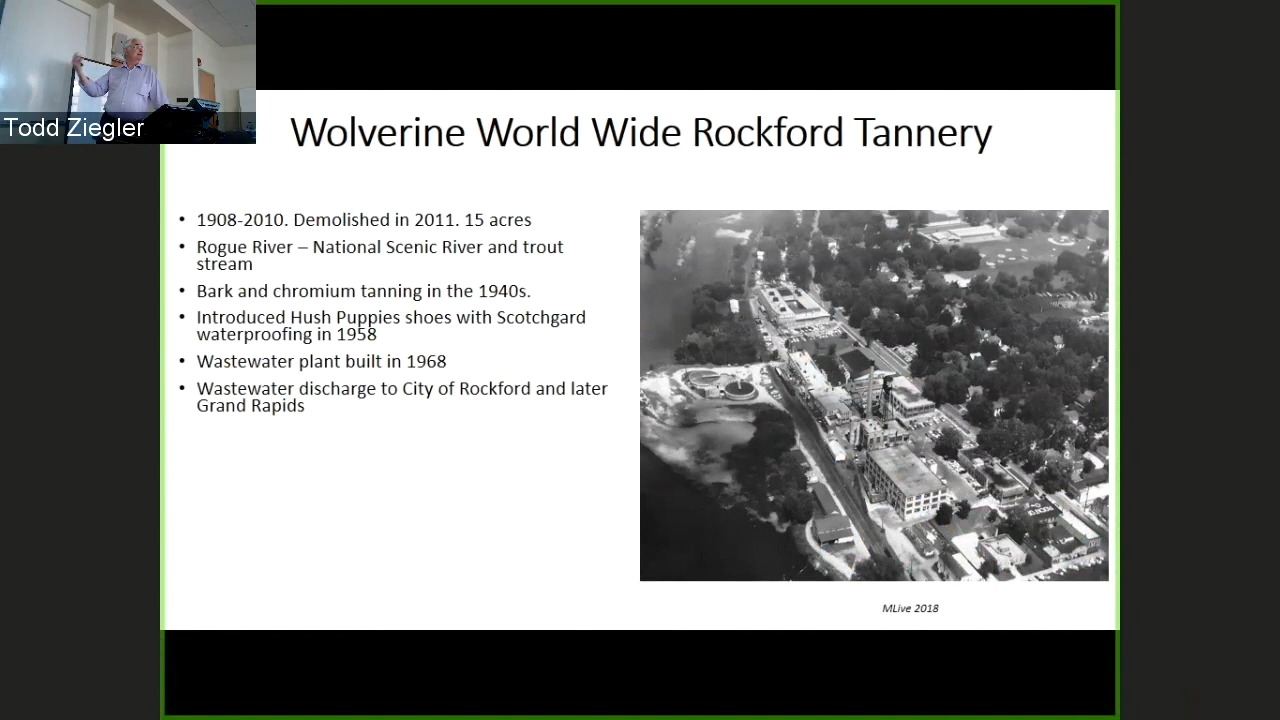 Todd Ziegler
Wolverine World Wide Rockford Tannery
• 1908-2010. Demolished in 2011. 15 acres
• Rogue River – National Scenic River and trout
stream
• Bark and chromium tanning in the 1940s.
• Introduced Hush Puppies shoes with Scotchgard
waterproofing in 1958
• Wastewater plant built in 1968
• Wastewater discharge to City of Rockford and later
Grand Rapids
MLive 2018